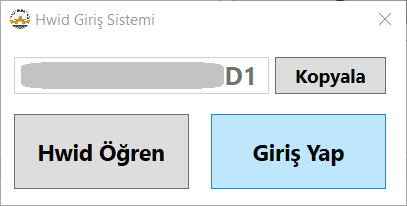 Hwid Giriş Sistemi
D1 Kopyala
Hwid Öğren Giriş Yap